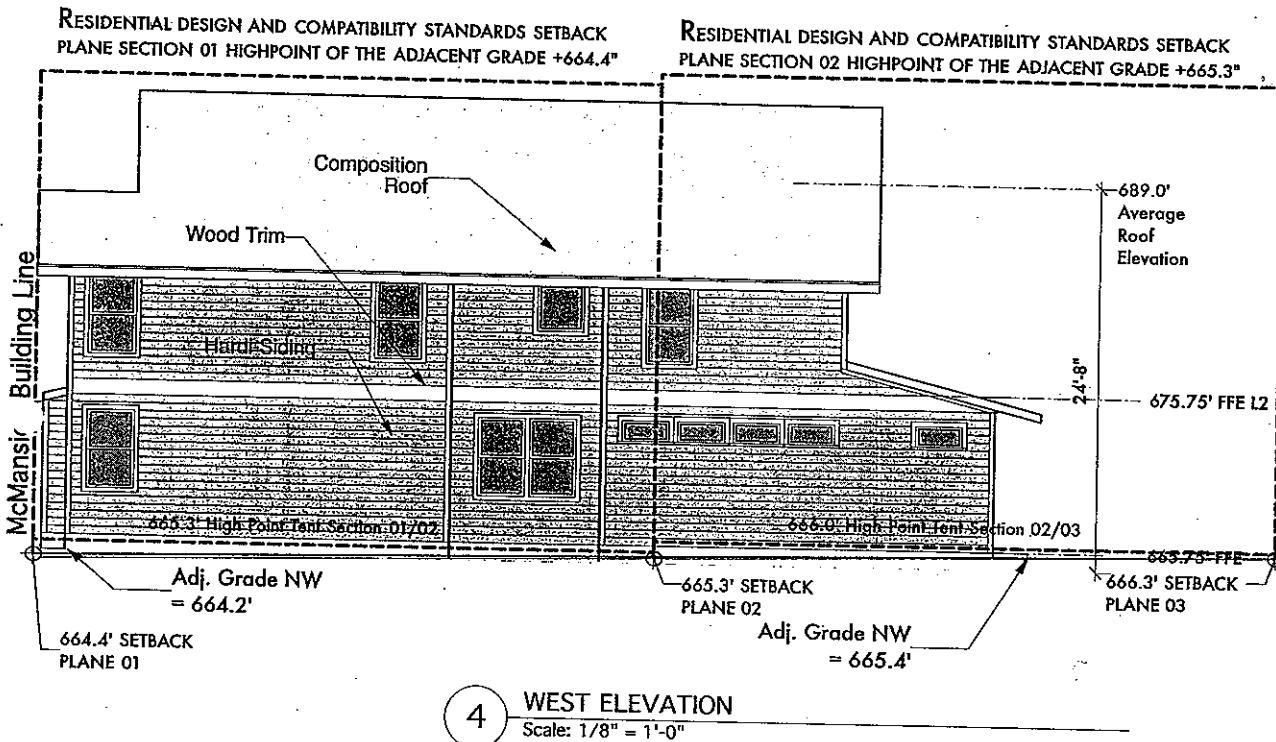 RESIDENTIAL DESIGN AND COMPATIBILITY STANDARDS SETBACK
PLANE SECTION 01 HIGHPOINT OF THE ADJACENT GRADE +664.4"
RESIDENTIAL DESIGN AND COMPATIBILITY STANDARDS SETBACK
PLANE SECTION 02 HIGHPOINT OF THE ADJACENT GRADE +665.3"
Composition
Roof
689.0'
Average
Roof
Elevation
Wood Trim
McMansir Building Line
Hardi-Siding
24'-8"
675.75' FFE L2
665.3' High Point Tent Section 01/02
666.0' High Point Tent Section 02/03
665.75' FFE
Adj. Grade NW
= 664.2'
665.3' SETBACK
PLANE 02
666.3' SETBACK
PLANE 03
664.4' SETBACK
PLANE 01
Adj. Grade NW
= 665.4'
4
WEST ELEVATION
Scale: 1/8" = 1'-0"